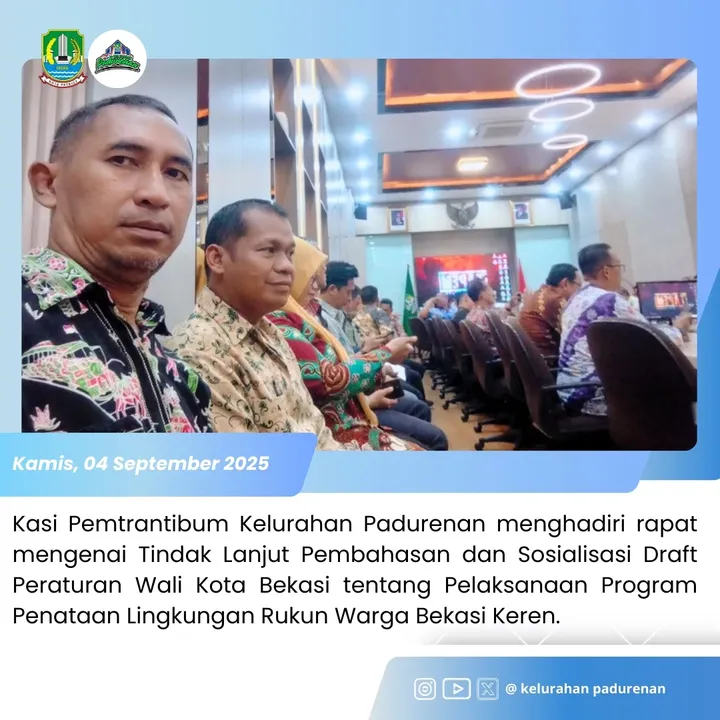 Kamis, 04 September 2025
Kasi Pemtrantibum Kelurahan Padurenan menghadiri rapat
mengenai Tindak Lanjut Pembahasan dan Sosialisasi Draft
Peraturan Wali Kota Bekasi tentang Pelaksanaan Program
Penataan Lingkungan Rukun Warga Bekasi Keren.
@ kelurahan padurenan